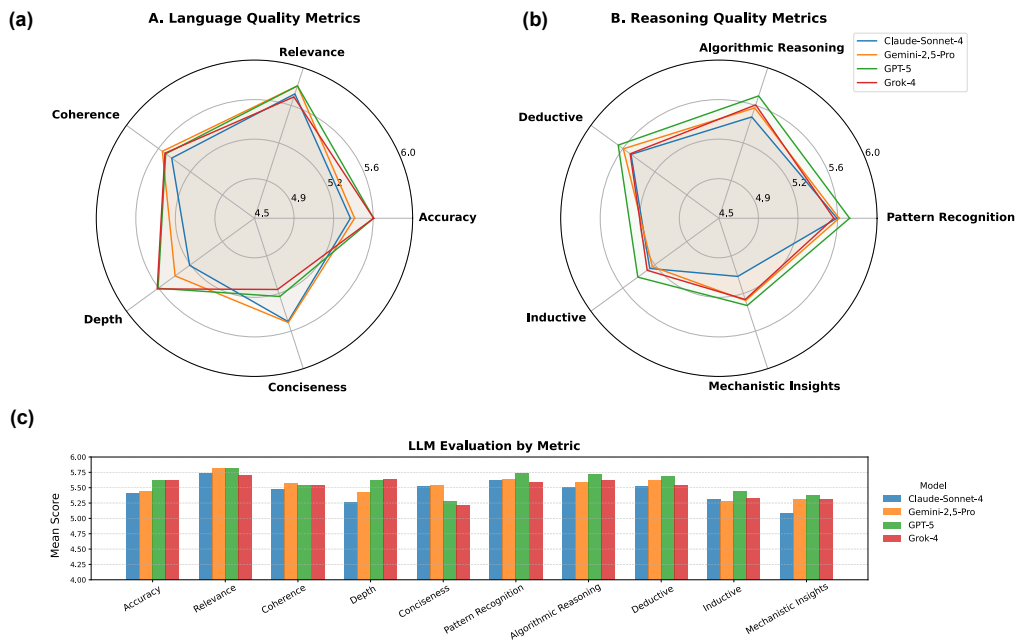 (a)
A. Language Quality Metrics
Relevance
Coherence
6.0
5.6
5.2
4.9
4.5
Accuracy
Depth
Conciseness
(b)
B. Reasoning Quality Metrics
Claude-Sonnet-4
Gemini-2,5-Pro
GPT-5
Grok-4
Algorithmic Reasoning
Deductive
6.0
5.6
5.2
4.9
4.5
Pattern Recognition
Inductive
Mechanistic Insights
(c)
LLM Evaluation by Metric
Mean Score
6.00
5.75
5.50
5.25
5.00
4.75
4.50
4.25
4.00
Accuracy
Relevance
Coherence
Depth
Conciseness
Pattern Recognition
Algorithmic Reasoning
Deductive
Inductive
Mechanistic Insights
Model
Claude-Sonnet-4
Gemini-2,5-Pro
GPT-5
Grok-4